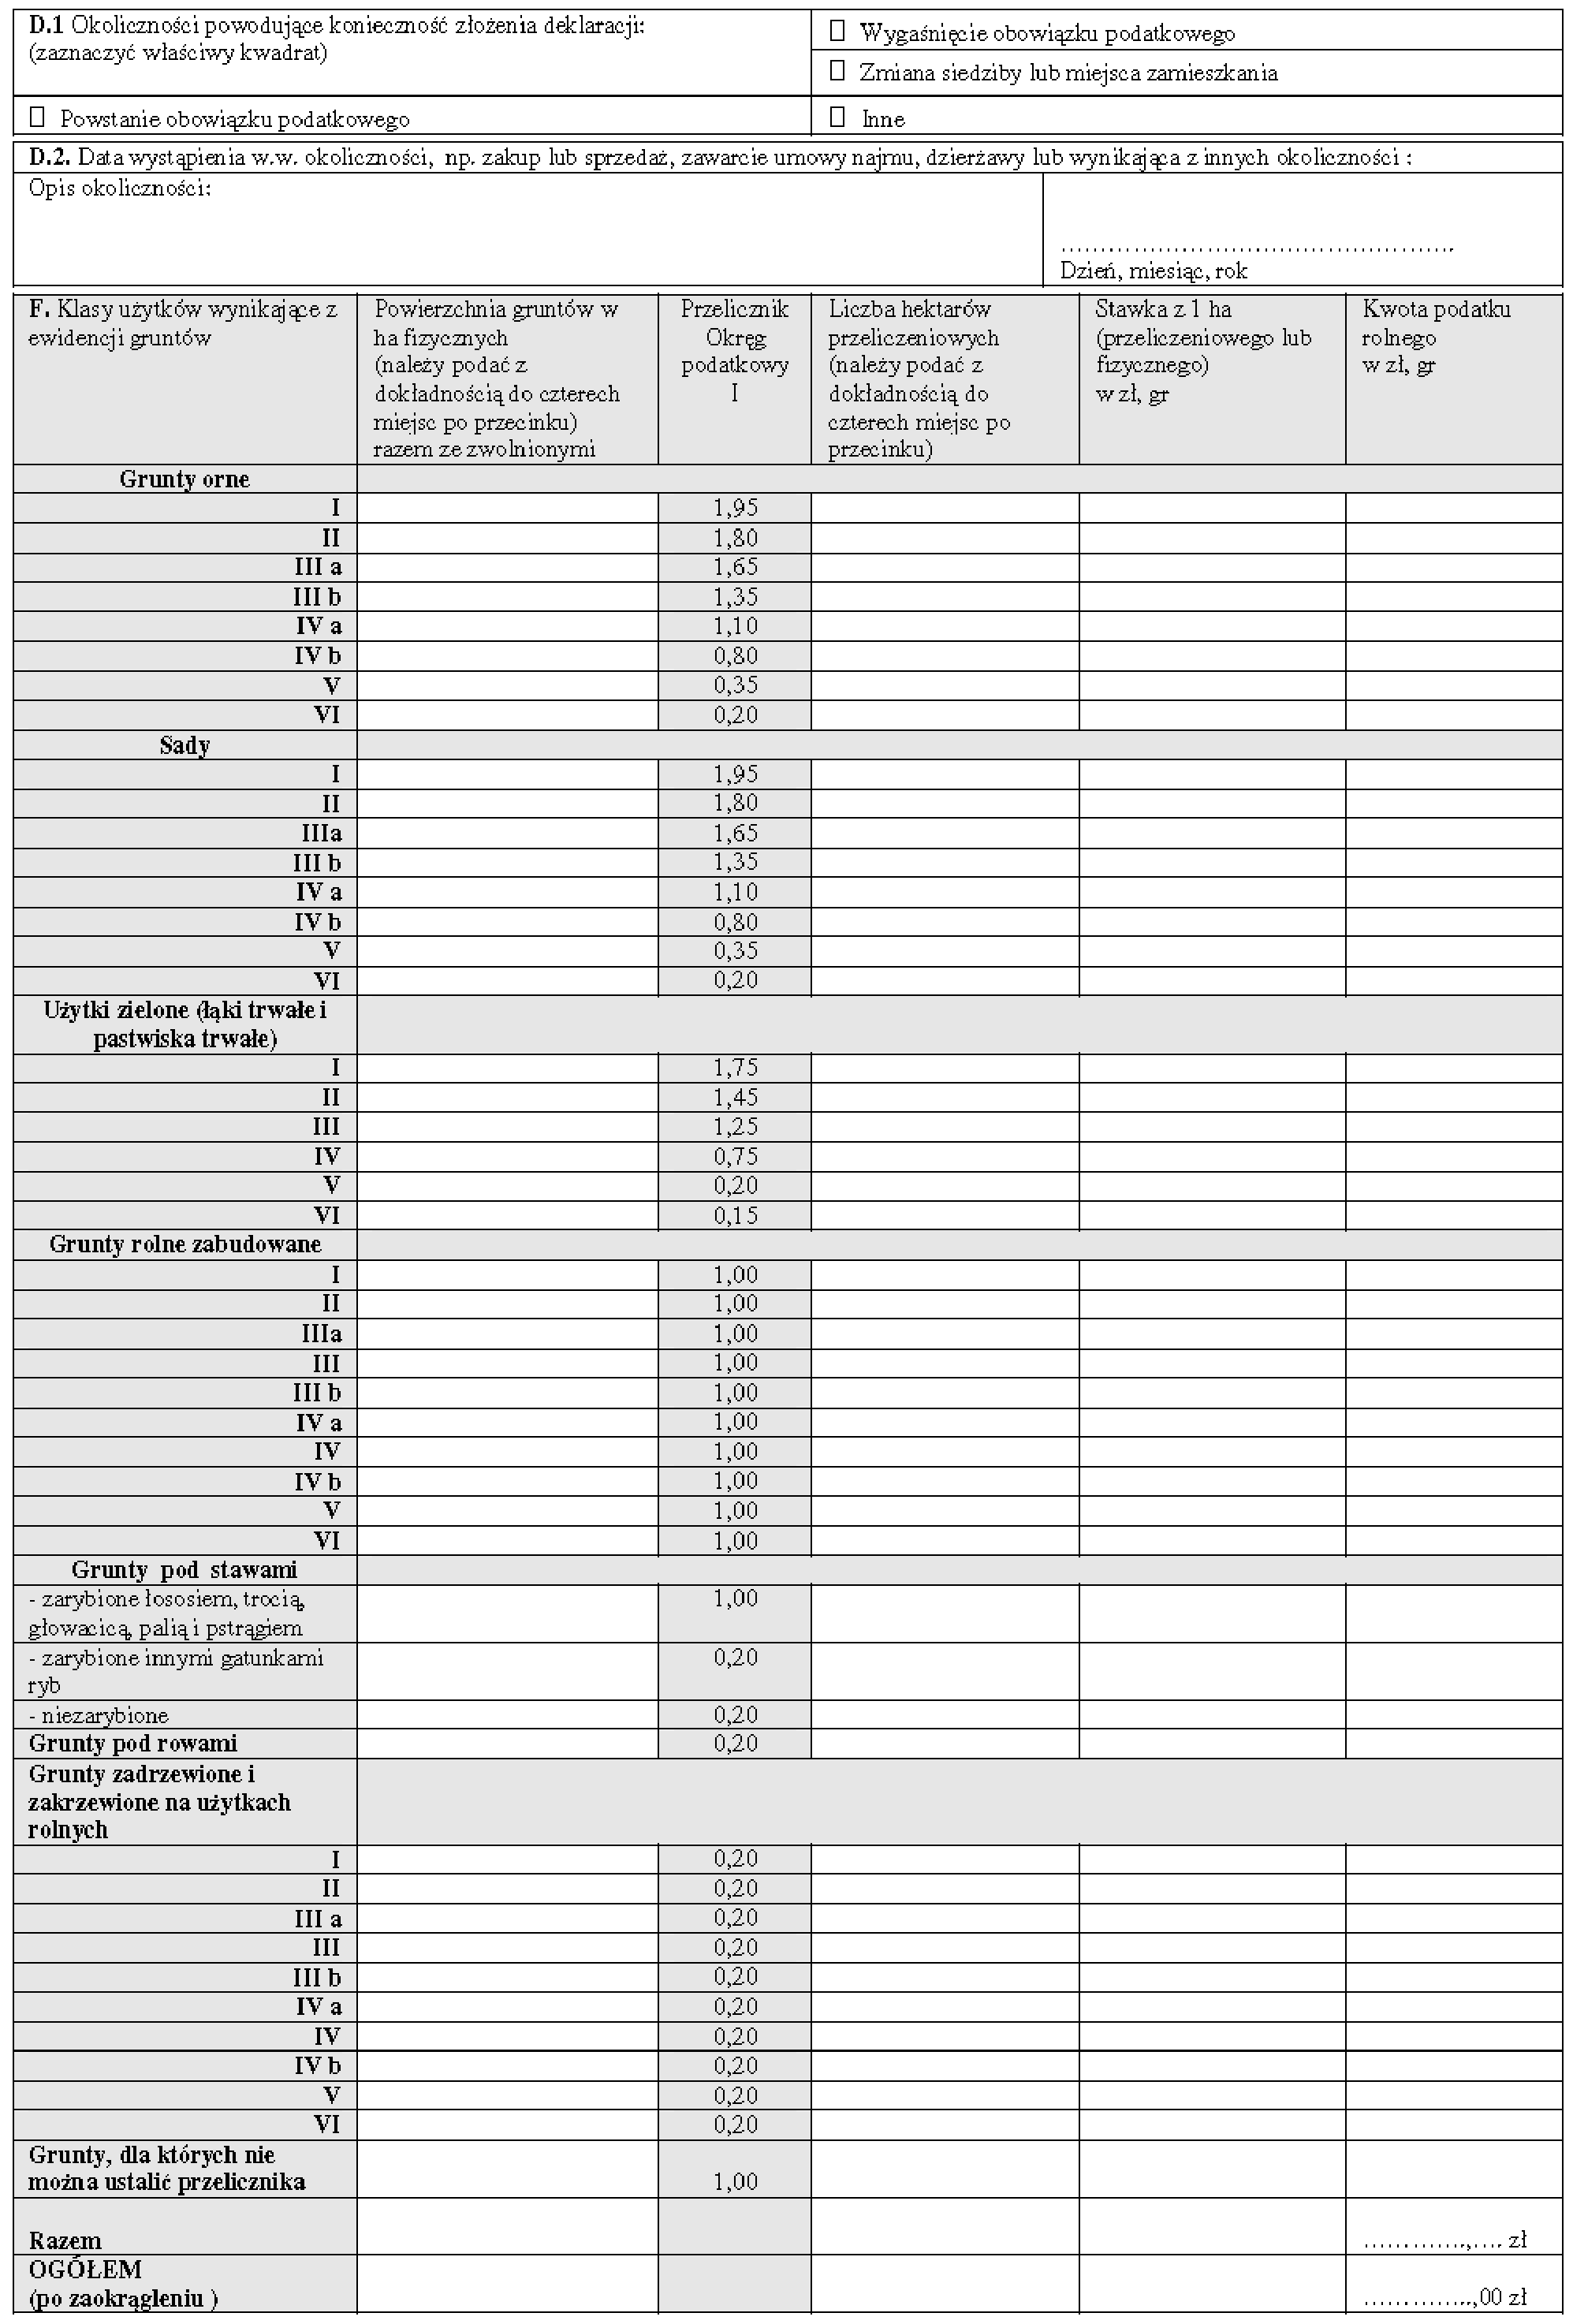 D.1 Okoliczności powodujące konieczność złożenia deklaracji:
(zaznaczyć właściwy kwadrat)
□ Wygaśnięcie obowiązku podatkowego
□ Zmiana siedziby lub miejsca zamieszkania
□ Powstanie obowiązku podatkowego
□ Inne
D.2. Data wystąpienia w.w. okoliczności, np. zakup lub sprzedaż, zawarcie umowy najmu, dzierżawy lub wynikająca z innych okoliczności :
Opis okoliczności:
................................................
Dzień, miesiąc, rok
F. Klasy użytków wynikające z
ewidencji gruntów
Powierzchnia gruntów w
ha fizycznych
(należy podać z
dokładnością do czterech
miejsc po przecinku)
razem ze zwolnionymi
Przelicznik
Okręg
podatkowy
I
Liczba hektarów
przeliczeniowych
(należy podać z
dokładnością do
czterech miejsc po
przecinku)
Stawka z 1 ha
(przeliczeniowego lub
fizycznego)
w zł, gr
Kwota podatku
rolnego
w zł, gr
Grunty orne
I 1,95
II 1,80
III a 1,65
III b 1,35
IV a 1,10
IV b 0,80
V 0,35
VI 0,20
Sady
I 1,95
II 1,80
IIIa 1,65
III b 1,35
IV a 1,10
IV b 0,80
V 0,35
VI 0,20
Użytki zielone (łąki trwałe i
pastwiska trwałe)
I 1,75
II 1,45
III 1,25
IV 0,75
V 0,20
VI 0,15
Grunty rolne zabudowane
I 1,00
II 1,00
IIIa 1,00
III 1,00
III b 1,00
IV a 1,00
IV 1,00
IV b 1,00
V 1,00
VI 1,00
Grunty pod stawami
- zarybione łososiem, trocią, 1,00
głowacicą, palią i pstrągiem
- zarybione innymi gatunkami 0,20
ryb
- niezarybione 0,20
Grunty pod rowami 0,20
Grunty zadrzewione i
zakrzewione na użytkach
rolnych
I 0,20
II 0,20
III a 0,20
III 0,20
III b 0,20
IV a 0,20
IV 0,20
IV b 0,20
V 0,20
VI 0,20
Grunty, dla których nie
można ustalić przelicznika 1,00
Razem .............,.... zł
OGÓŁEM
(po zaokrągleniu ) ..............,00 zł